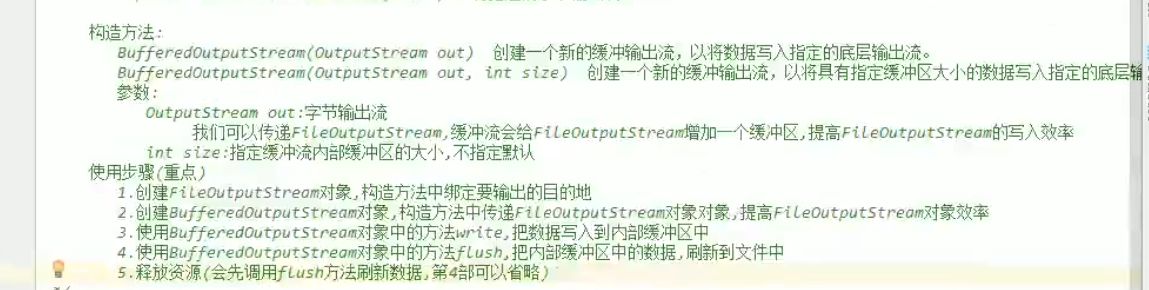 构造方法:
BufferedOutputStream(OutputStream out) 创建一个新的缓冲输出流，以将数据写入指定的底层输出流。
BufferedOutputStream(OutputStream out, int size) 创建一个新的缓冲输出流，以将具有指定缓冲区大小的数据写入指定的底层输
参数:
OutputStream out:字节输出流
我们可以传递FileOutputStream,缓冲流会给FileOutputStream增加一个缓冲区,提高FileOutputStream的写入效率
int size:指定缓冲流内部缓冲区的大小,不指定默认
使用步骤(重点)
1.创建FileOutputStream对象,构造方法中绑定要输出的目的地
2.创建BufferedOutputStream对象,构造方法中传递FileOutputStream对象对象,提高FileOutputStream对象效率
3.使用BufferedOutputStream对象中的方法write,把数据写入到内部缓冲区中
4.使用BufferedOutputStream对象中的方法flush,把内部缓冲区中的数据,刷新到文件中
5.释放资源(会先调用flush方法刷新数据,第4部可以省略)